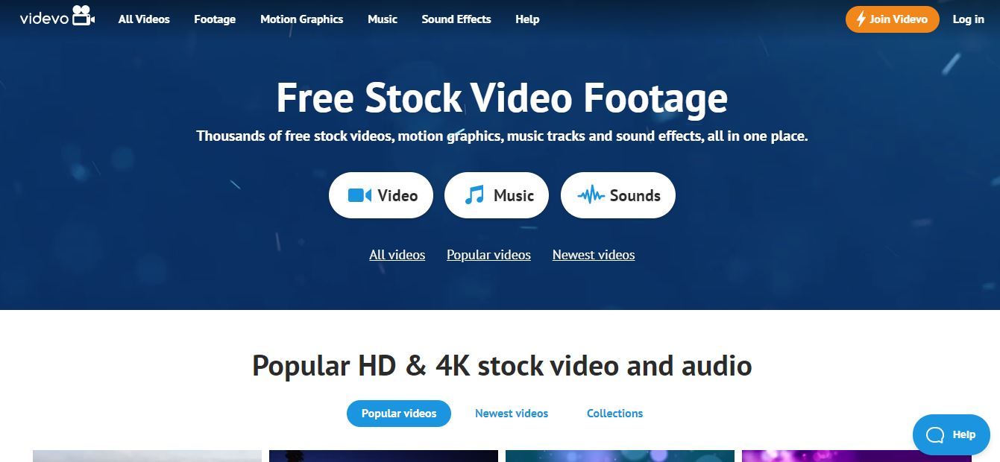 videvo All Videos Footage Motion Graphics Music Sound Effects Help Join Videvo Log in
Free Stock Video Footage
Thousands of free stock videos, motion graphics, music tracks and sound effects, all in one place.
Video Music Sounds
All videos Popular videos Newest videos
Popular HD & 4K stock video and audio
Popular videos Newest videos Collections
Help